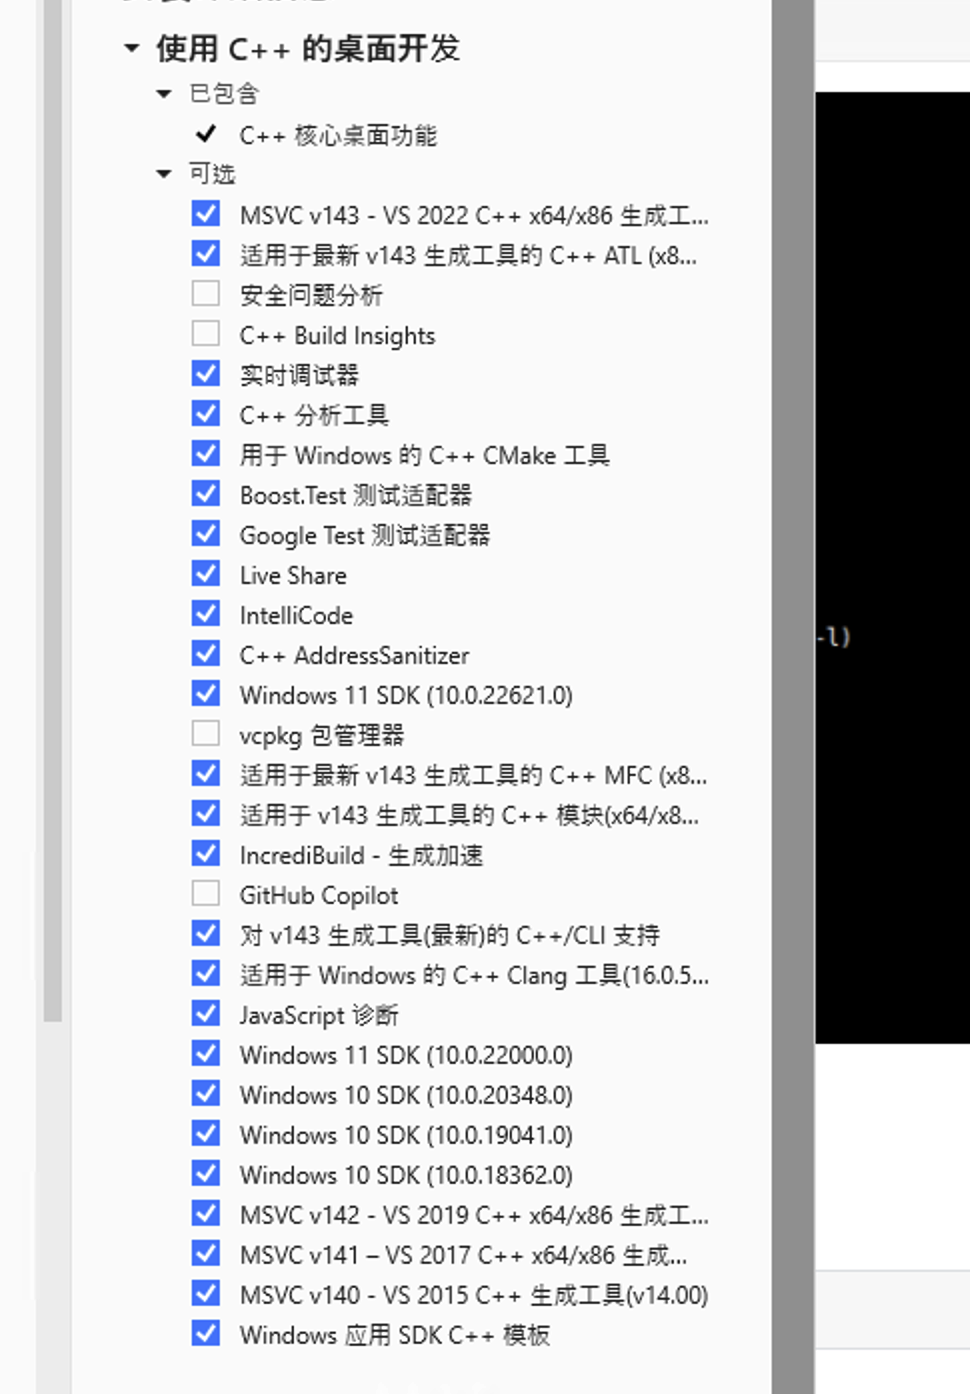 使用 C++ 的桌面开发
已包含
C++ 核心桌面功能
可选
MSVC v143 - VS 2022 C++ x64/x86 生成工...
适用于最新 v143 生成工具的 C++ ATL (x8...
安全问题分析
C++ Build Insights
实时调试器
C++ 分析工具
用于 Windows 的 C++ CMake 工具
Boost.Test 测试适配器
Google Test 测试适配器
Live Share
IntelliCode
C++ AddressSanitizer
Windows 11 SDK (10.0.22621.0)
vcpkg 包管理器
适用于最新 v143 生成工具的 C++ MFC (x8...
适用于 v143 生成工具的 C++ 模块(x64/x8...
IncrediBuild - 生成加速
GitHub Copilot
对 v143 生成工具(最新)的 C++/CLI 支持
适用于 Windows 的 C++ Clang 工具(16.0.5...
JavaScript 诊断
Windows 11 SDK (10.0.22000.0)
Windows 10 SDK (10.0.20348.0)
Windows 10 SDK (10.0.19041.0)
Windows 10 SDK (10.0.18362.0)
MSVC v142 - VS 2019 C++ x64/x86 生成工...
MSVC v141 – VS 2017 C++ x64/x86 生成...
MSVC v140 - VS 2015 C++ 生成工具(v14.00)
Windows 应用 SDK C++ 模板
-l)